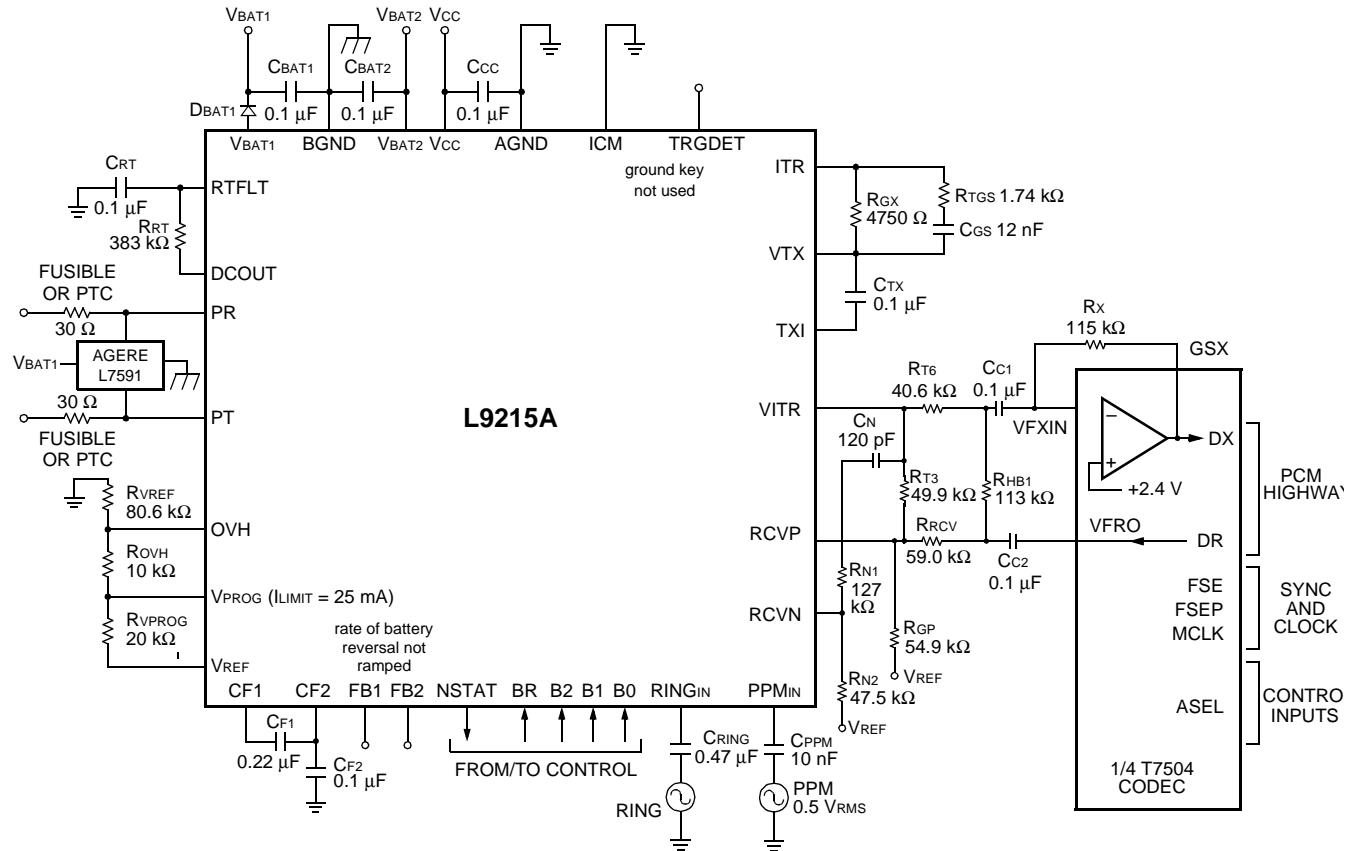 VBAT1
VBAT2 VCC
CBAT1
0.1 µF
CBAT2
0.1 µF
CCC
0.1 µF
DBAT1
VBAT1
BGND
VBAT2 VCC
AGND
ICM
TRGDET
ground key
not used
CRT
0.1 µF
RTFLT
RRT
383 kΩ
DCOUT
FUSIBLE
OR PTC
30 Ω
PR
VBAT1
AGERE
L7591
30 Ω
PT
FUSIBLE
OR PTC
RVREF
80.6 kΩ
OVH
ROVH
10 kΩ
VPROG (ILIMIT = 25 mA)
RVPROG
20 kΩ
VREF
L9215A
ITR
RGX
4750 Ω
RTGS 1.74 kΩ
CGS 12 nF
VTX
CTX
0.1 µF
TXI
RX
115 kΩ
GSX
RT6
40.6 kΩ
CC1
0.1 µF
VITR
VFXIN
CN
120 pF
RT3
49.9 kΩ
RHB1
113 kΩ
−
+
+2.4 V
DX
PCM
HIGHWAY
VFRO
DR
RCVP
RRCV
59.0 kΩ
CC2
0.1 µF
RN1
127
kΩ
RCVN
RGP
54.9 kΩ
VREF
RN2
47.5 kΩ
VREF
FSE
FSEP
MCLK
SYNC
AND
CLOCK
ASEL
CONTRO
INPUTS
1/4 T7504
CODEC
rate of battery
reversal not
ramped
CF1
CF2
FB1
FB2
NSTAT
BR
B2
B1
B0
RINGIN
PPMIN
CF1
0.22 µF
CF2
0.1 µF
FROM/TO CONTROL
CRING
0.47 µF
RING
CPPM
10 nF
PPM
0.5 VRMS